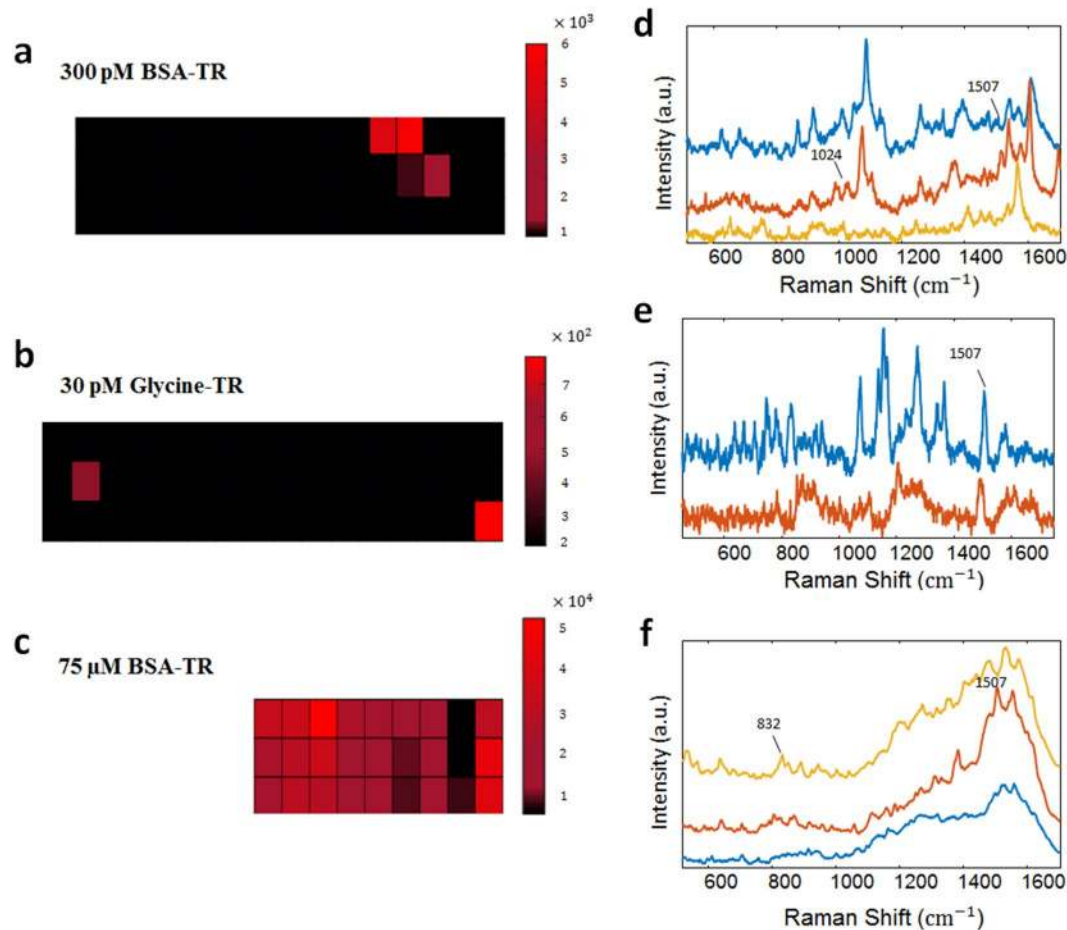 a
300 pM BSA-TR
× 10³
6
5
4
3
2
1
d
1507
1024
Intensity (a.u.)
600 800 1000 1200 1400 1600
Raman Shift (cm⁻¹)
b
30 pM Glycine-TR
× 10²
7
6
5
4
3
2
e
1507
Intensity (a.u.)
600 800 1000 1200 1400 1600
Raman Shift (cm⁻¹)
c
75 µM BSA-TR
× 10⁴
5
4
3
2
1
f
1507
832
Intensity (a.u.)
600 800 1000 1200 1400 1600
Raman Shift (cm⁻¹)